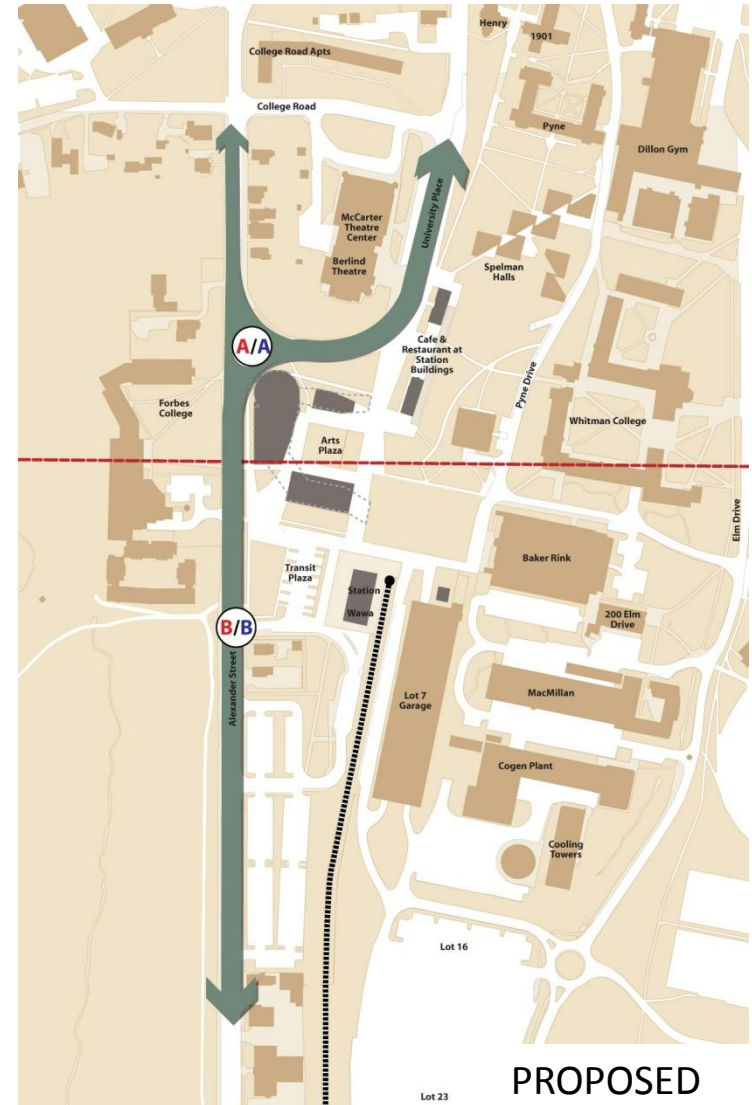 Henry
1901
College Road Apts
College Road
Pyne
Dillon Gym
McCarter
Theatre
Center
Berlind
Theatre
University Place
Spelman
Halls
A/A
Cafe &
Restaurant at
Station
Buildings
Pyne Drive
Forbes
College
Arts
Plaza
Whitman College
Elm Drive
Baker Rink
Transit
Plaza
Station
Wawa
200 Elm
Drive
B/B
Alexander Street
Lot 7
Garage
MacMillan
Cogen Plant
Cooling
Towers
Lot 16
PROPOSED
Lot 23